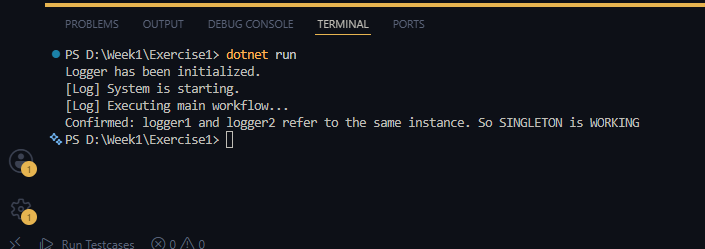 PROBLEMS OUTPUT DEBUG CONSOLE TERMINAL PORTS
PS D:\Week1\Exercise1> dotnet run
Logger has been initialized.
[Log] System is starting.
[Log] Executing main workflow...
Confirmed: logger1 and logger2 refer to the same instance. So SINGLETON is WORKING
PS D:\Week1\Exercise1>
1
1
Run Testcases 0 0